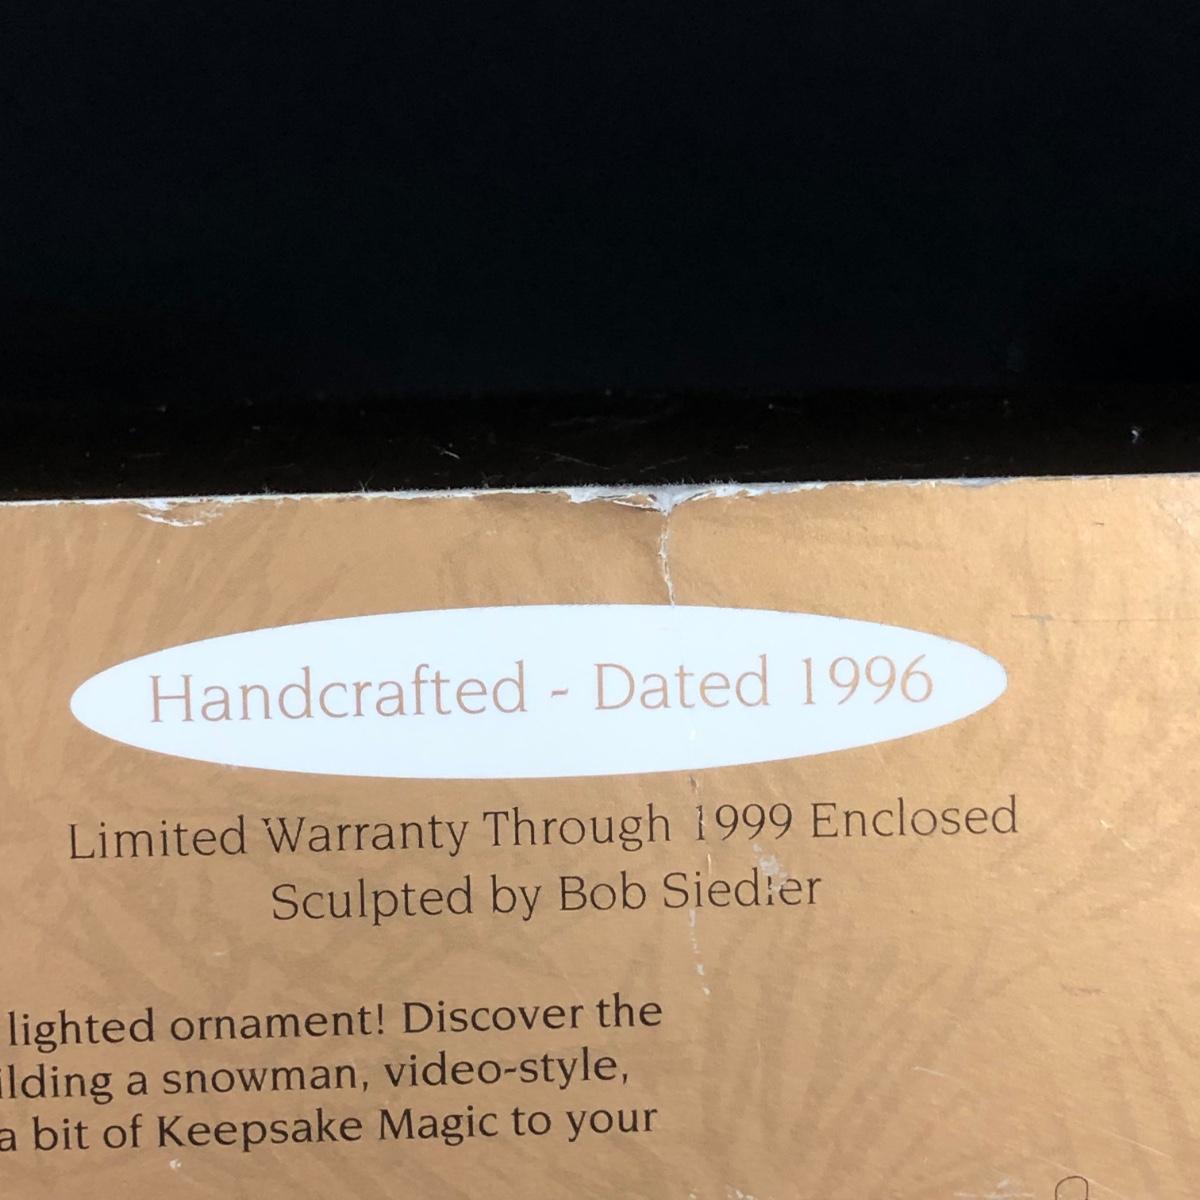 Handcrafted - Dated 1996
Limited Warranty Through 1999 Enclosed
Sculpted by Bob Siedler
lighted ornament! Discover the
ilding a snowman, video-style,
a bit of Keepsake Magic to your